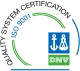 QUALITY SYSTEM CERTIFICATION
ISO 9001
DNV